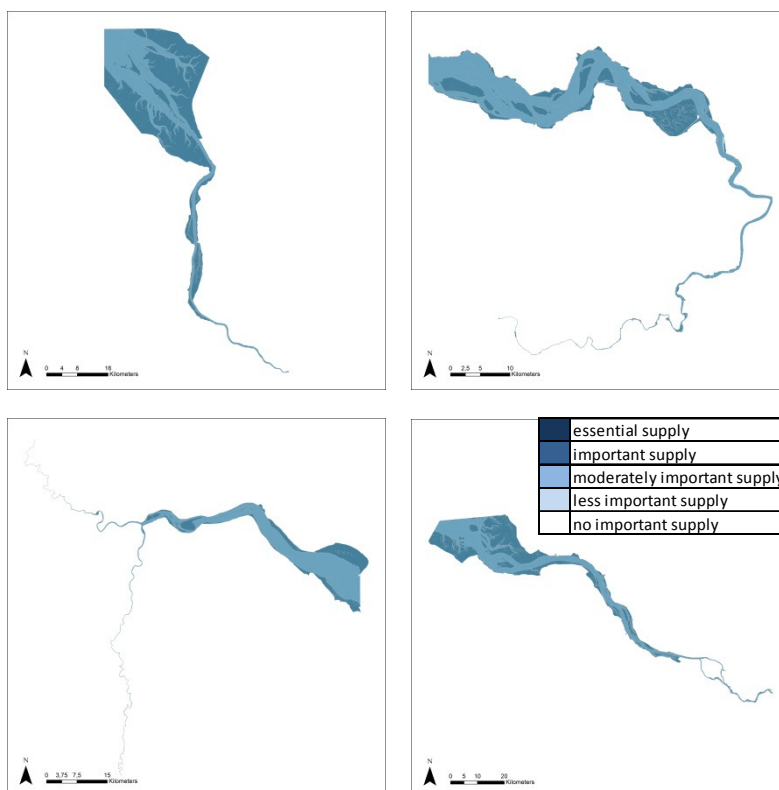 N
0 4 8 16
Kilometers
N
0 2,5 5 10
Kilometers
essential supply
important supply
moderately important supply
less important supply
no important supply
N
0 3,75 7,5 15
Kilometers
N
0 5 10 20
Kilometers